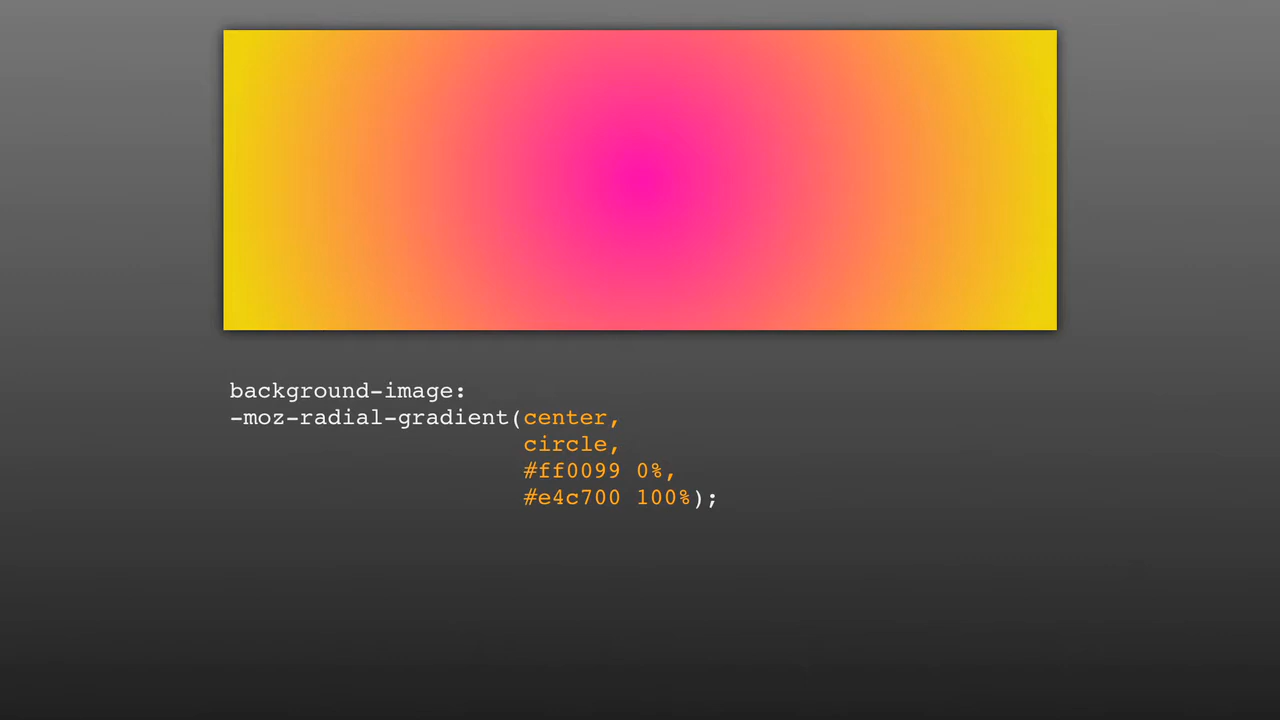 background-image:
-moz-radial-gradient(center,
circle,
#ff0099 0%,
#e4c700 100%);